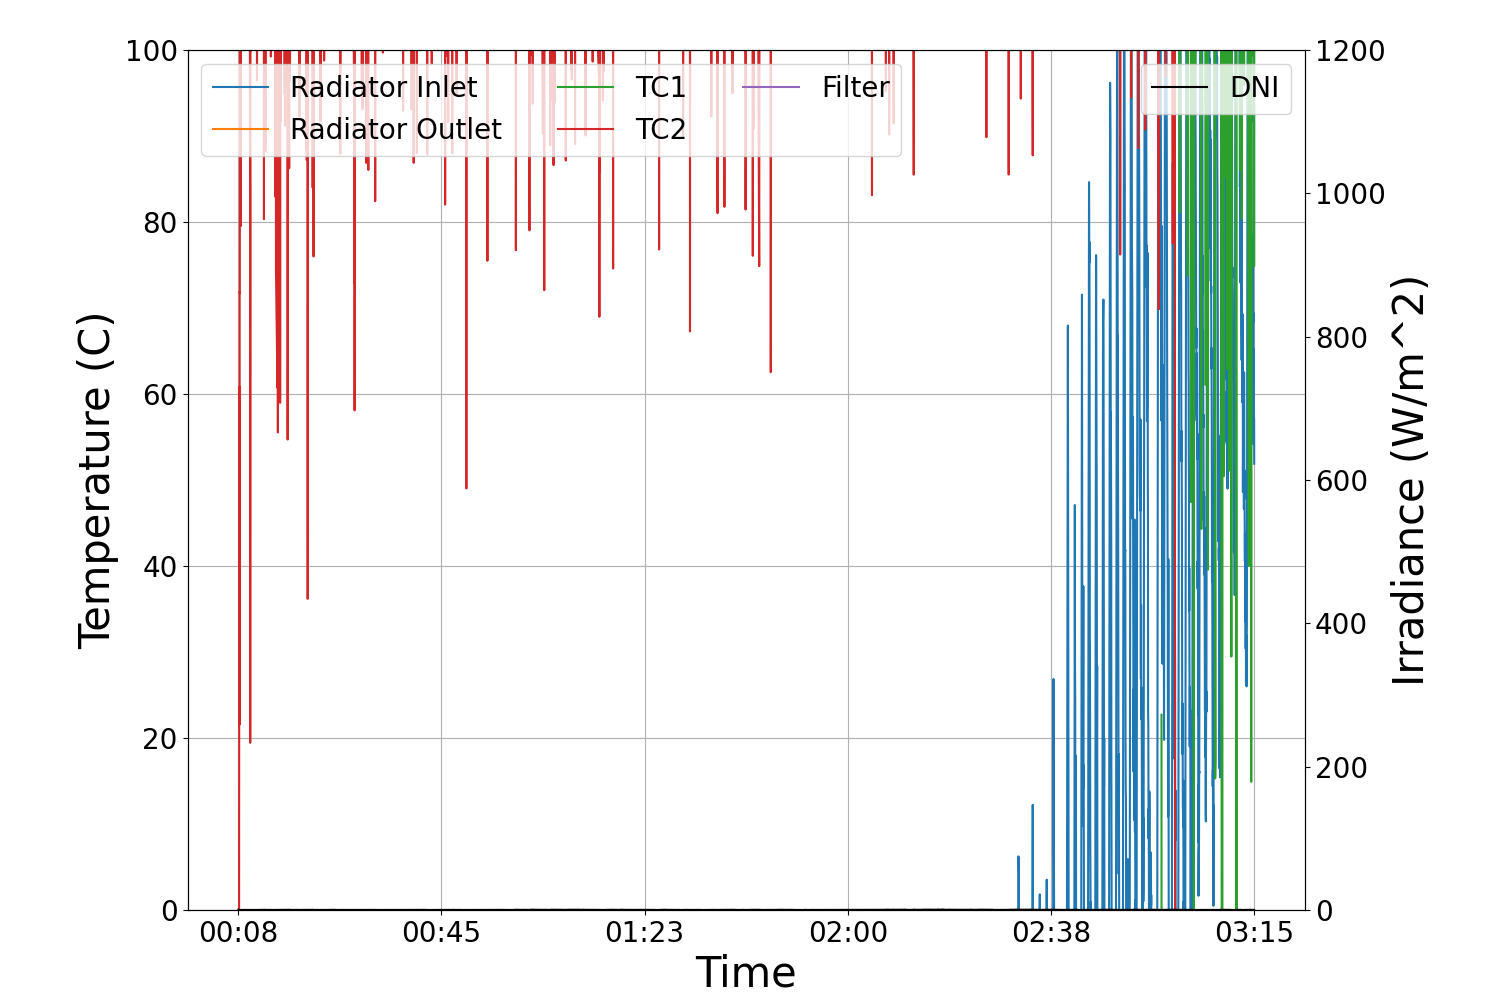 100
80
60
40
20
0
Temperature (C)
Radiator Inlet
Radiator Outlet
TC1
TC2
Filter
DNI
1200
1000
800
600
400
200
0
Irradiance (W/m^2)
00:08
00:45
01:23
02:00
02:38
03:15
Time